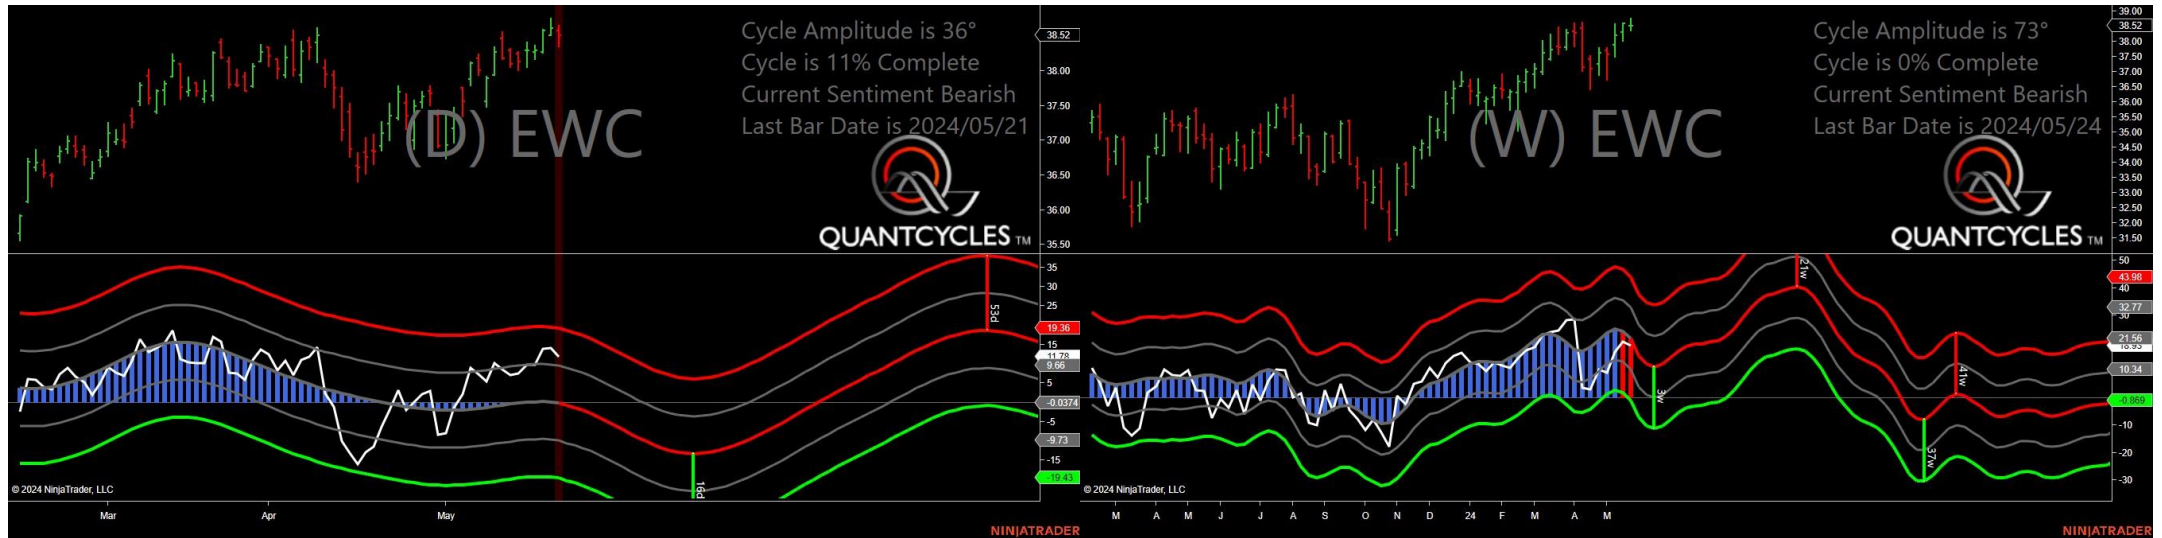 Cycle Amplitude is 36°
Cycle is 11% Complete
Current Sentiment Bearish
Last Bar Date is 2024/05/21
(D) EWC
QUANTCYCLES TM
38.52
38.00
37.50
37.00
36.50
36.00
35.50
35
30
25
19.36
15
11.78
9.66
5
-0.0374
-5
-9.73
-15
-19.43
53d
16d
© 2024 NinjaTrader, LLC
Mar Apr May
NINJATRADER
Cycle Amplitude is 73°
Cycle is 0% Complete
Current Sentiment Bearish
Last Bar Date is 2024/05/24
(W) EWC
QUANTCYCLES TM
39.00
38.52
38.00
37.50
37.00
36.50
36.00
35.50
35.00
34.50
34.00
33.50
33.00
32.50
32.00
31.50
50
43.98
40
32.77
30
21.56
18.93
10.34
-0.869
-10
-20
-30
21w
3w
41w
37w
© 2024 NinjaTrader, LLC
M A M J J A S O N D 24 F M A M
NINJATRADER